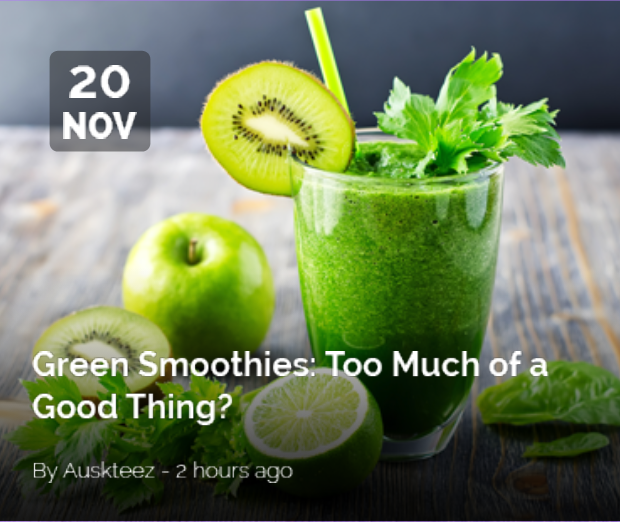 20
NOV
Green Smoothies: Too Much of a
Good Thing?
By Auskteez - 2 hours ago